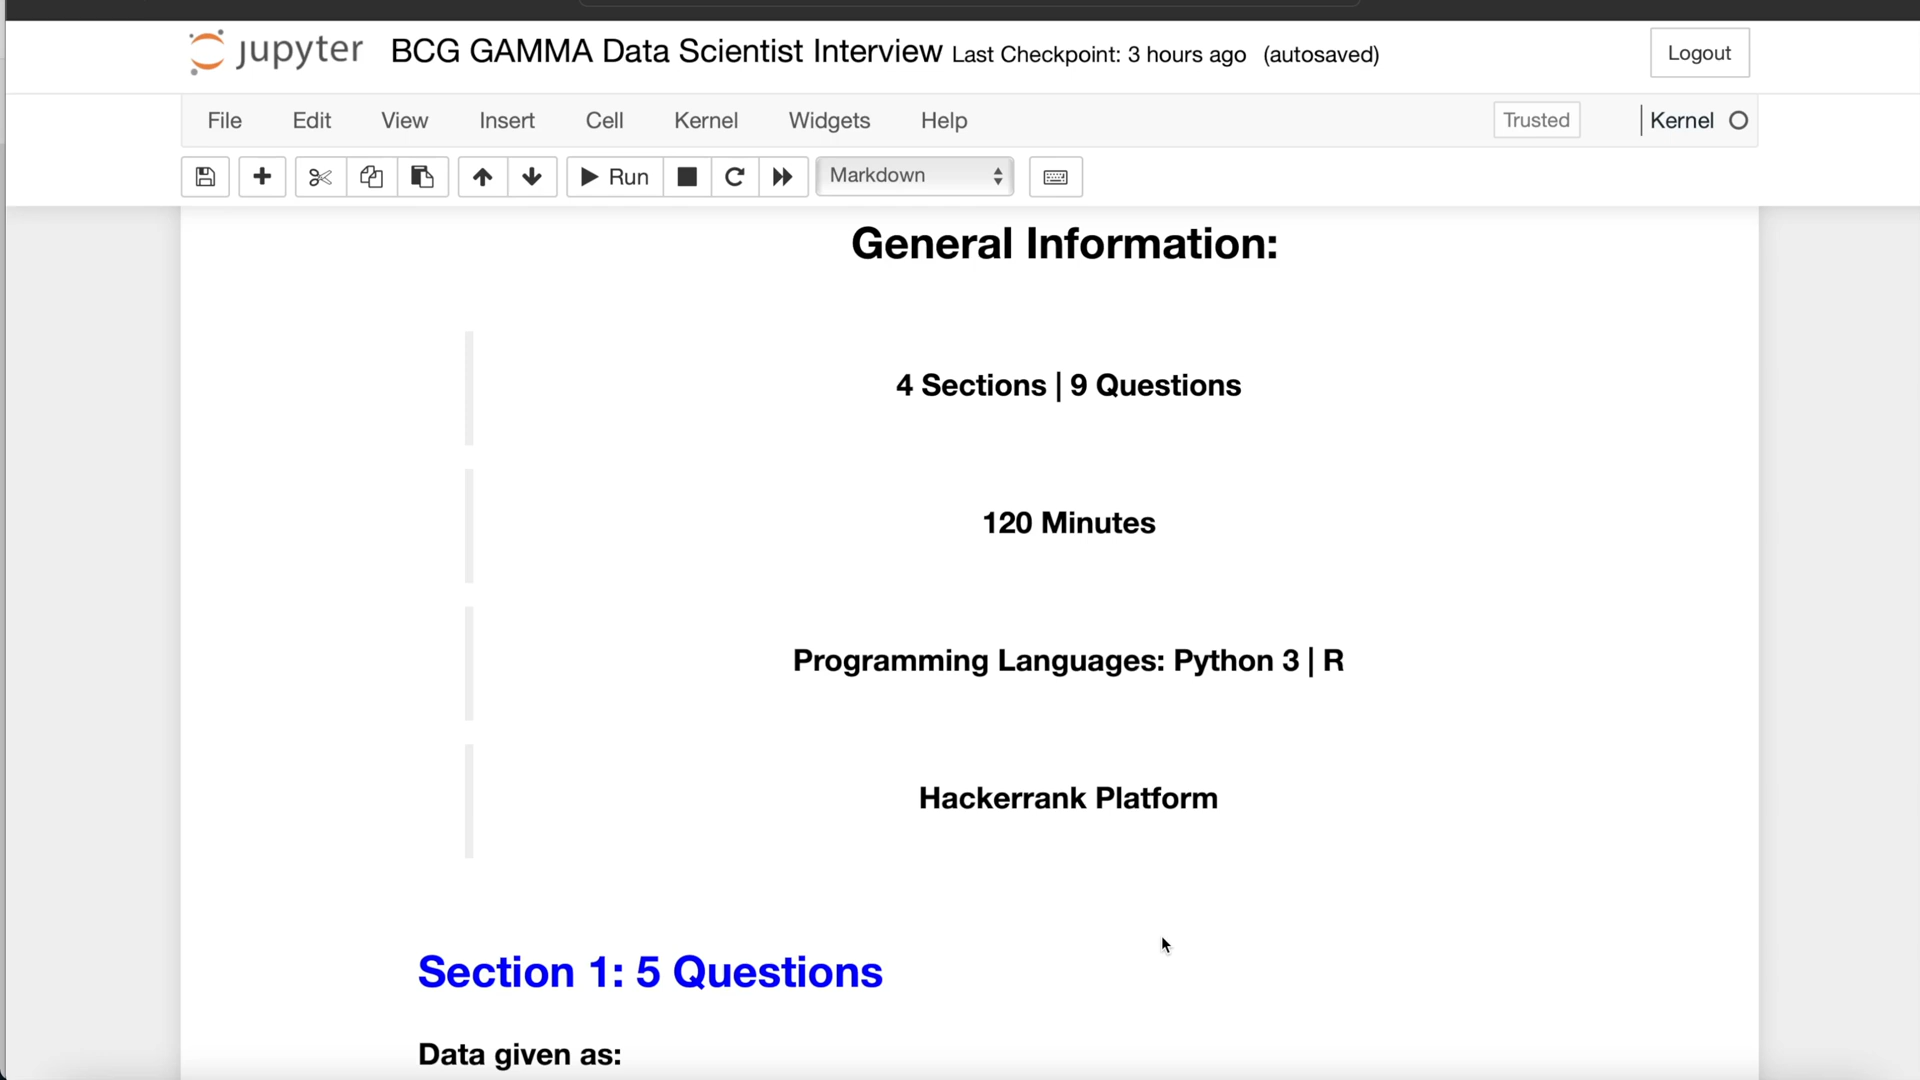 jupyter BCG GAMMA Data Scientist Interview Last Checkpoint: 3 hours ago (autosaved) Logout
File Edit View Insert Cell Kernel Widgets Help Trusted Kernel
Run Markdown
General Information:
4 Sections | 9 Questions
120 Minutes
Programming Languages: Python 3 | R
Hackerrank Platform
Section 1: 5 Questions
Data given as: